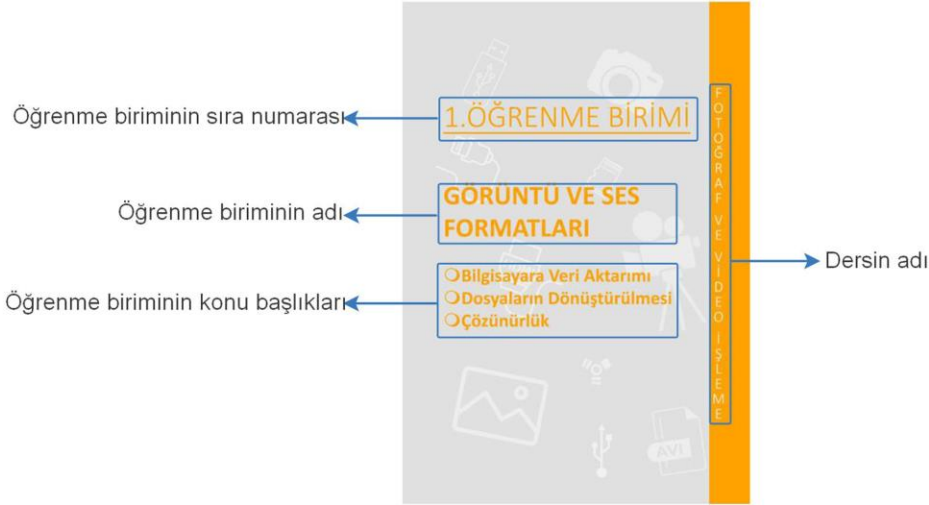 Öğrenme biriminin sıra numarası
1.ÖĞRENME BİRİMİ
Öğrenme biriminin adı
GÖRÜNTÜ VE SES
FORMATLARI
Öğrenme biriminin konu başlıkları
Bilgisayara Veri Aktarımı
Dosyaların Dönüştürülmesi
Çözünürlük
FOTOĞRAF VE VİDEO İŞLEME
Dersin adı
AVI